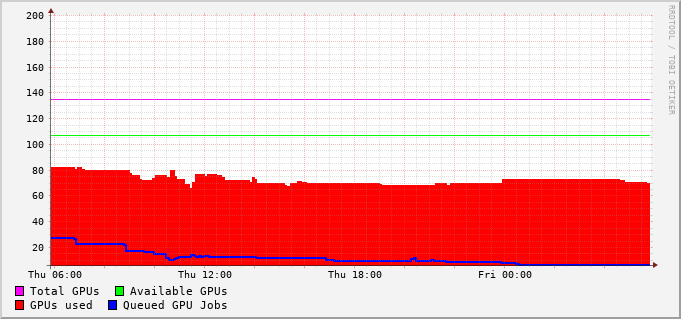 200
180
160
140
120
100
80
60
40
20
Thu 06:00 Thu 12:00 Thu 18:00 Fri 00:00
Total GPUs Available GPUs
GPUs used Queued GPU Jobs
RRDTOOL / TOBI OETIKER